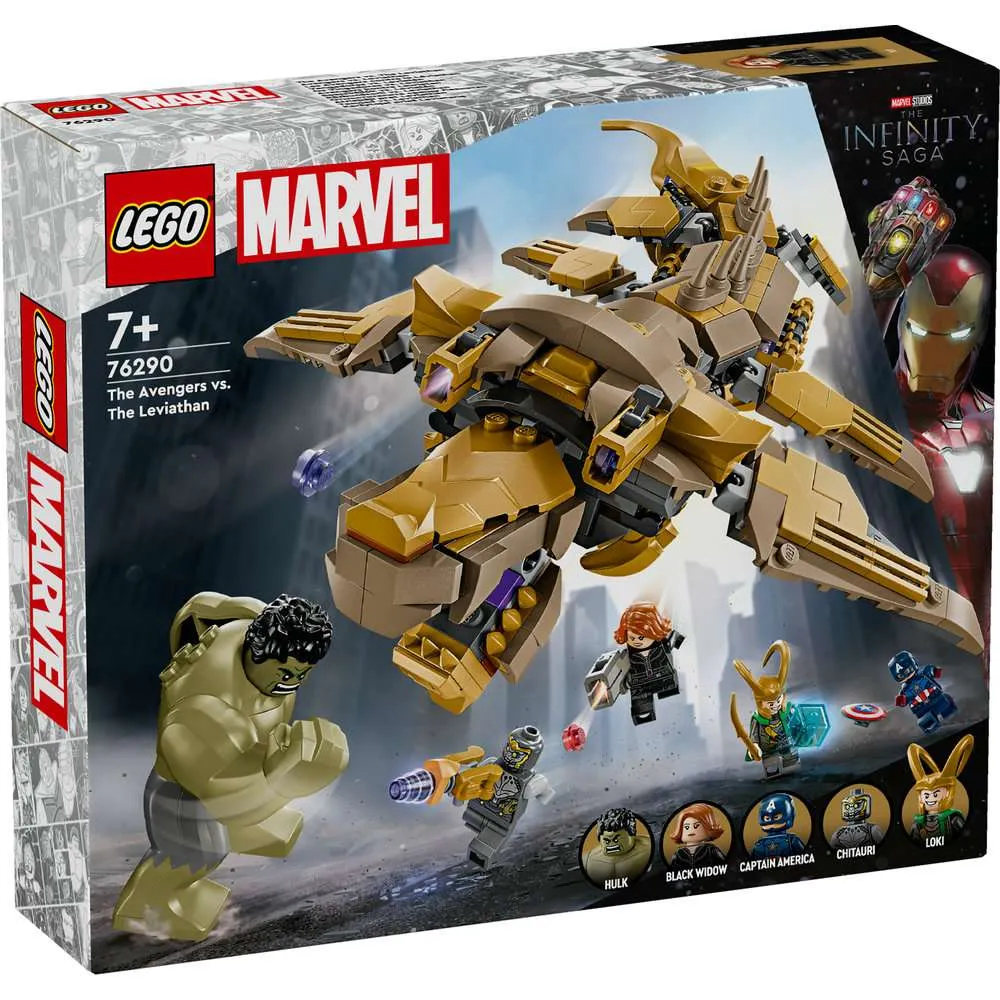 LEGO MARVEL
76290
MARVEL STUDIOS
THE
INFINITY
SAGA
LEGO MARVEL
7+
76290
The Avengers vs.
The Leviathan
LEGO MARVEL
HULK
BLACK WIDOW
CAPTAIN AMERICA
CHITAURI
LOKI